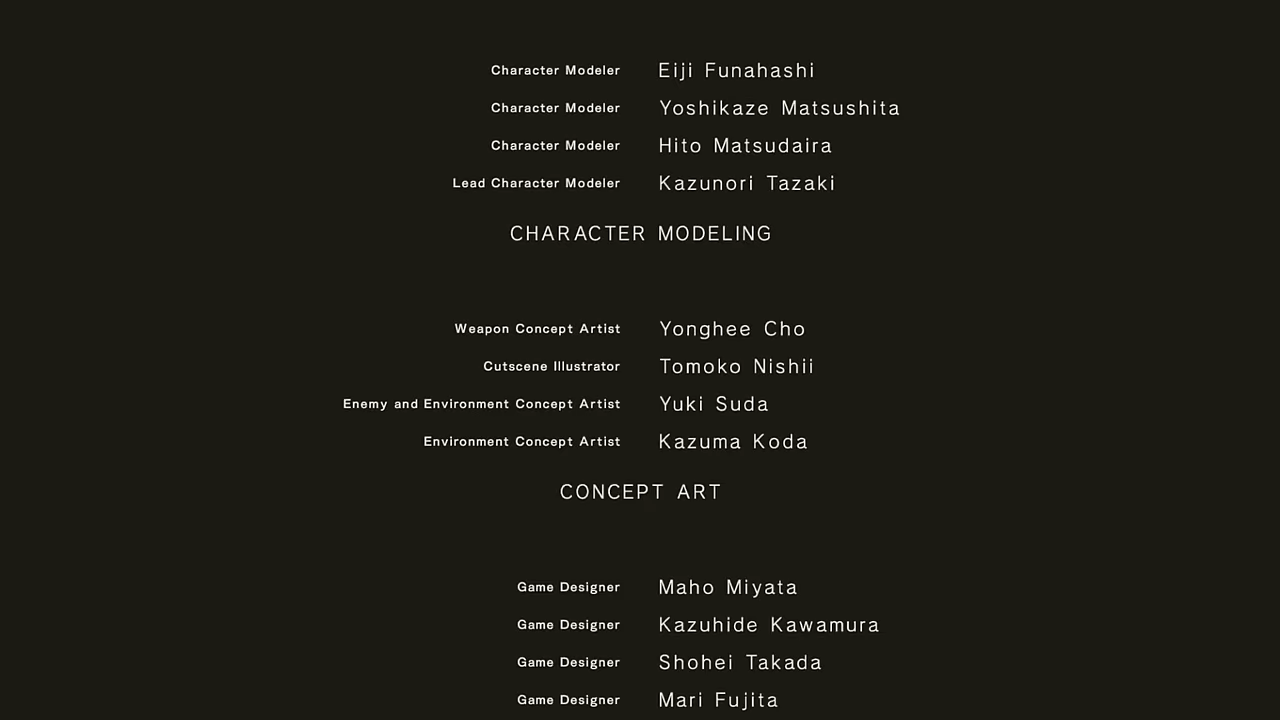 Character Modeler Eiji Funahashi
Character Modeler Yoshikaze Matsushita
Character Modeler Hito Matsudaira
Lead Character Modeler Kazunori Tazaki
CHARACTER MODELING
Weapon Concept Artist Yonghee Cho
Cutscene Illustrator Tomoko Nishii
Enemy and Environment Concept Artist Yuki Suda
Environment Concept Artist Kazuma Koda
CONCEPT ART
Game Designer Maho Miyata
Game Designer Kazuhide Kawamura
Game Designer Shohei Takada
Game Designer Mari Fujita